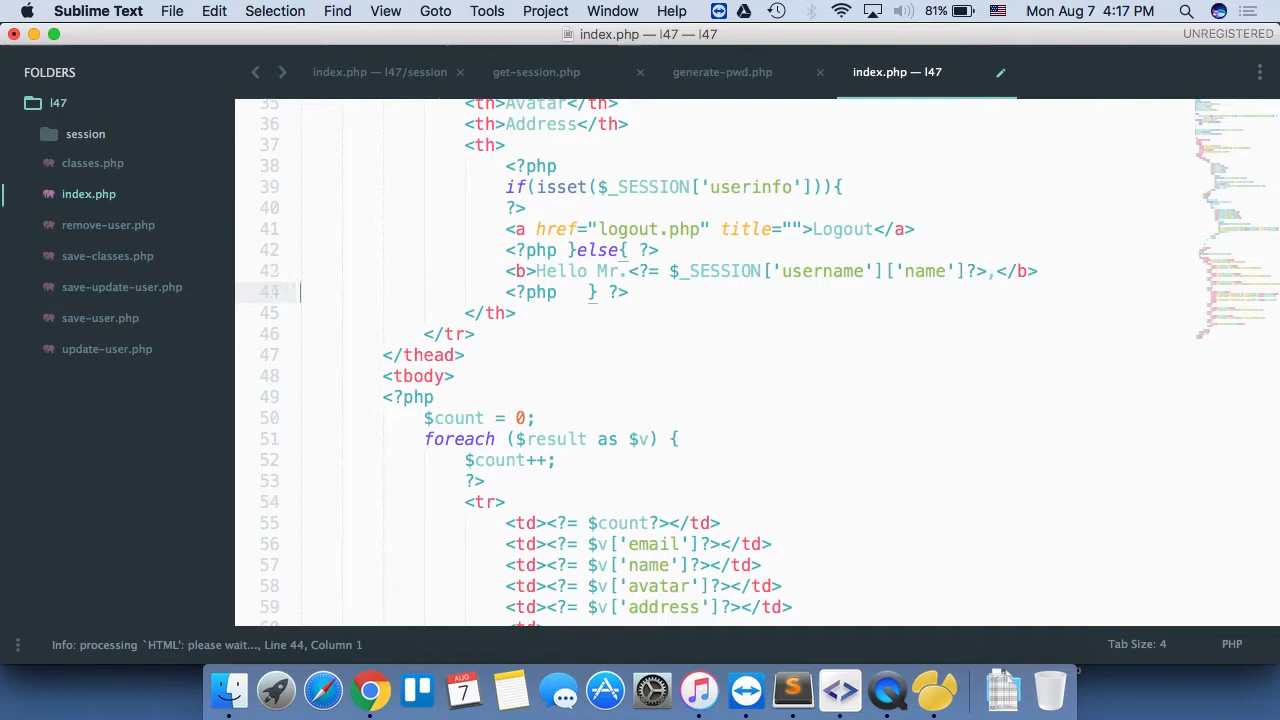 Sublime Text File Edit Selection Find View Goto Tools Project Window Help 81% Mon Aug 7 4:17 PM
index.php — l47 — l47 UNREGISTERED
FOLDERS
l47
session
classes.php
index.php
remove-user.php
save-classes.php
save-update-user.php
save-user.php
update-user.php
index.php — l47/session × get-session.php × generate-pwd.php × index.php — l47
35 <th>Avatar</th>
36 <th>Address</th>
37 <th>
38 <?php
39 if(isset($_SESSION['userinfo'])){
40 ?>
41 <a href="logout.php" title="">Logout</a>
42 <?php }else{ ?>
43 <b>Hello Mr.<?= $_SESSION['username']['name']?>,</b>
44 <?php   } ?>
45 </th>
46 </tr>
47 </thead>
48 <tbody>
49 <?php
50 $count = 0;
51 foreach ($result as $v) {
52 $count++;
53 ?>
54 <tr>
55 <td><?= $count?></td>
56 <td><?= $v['email']?></td>
57 <td><?= $v['name']?></td>
58 <td><?= $v['avatar']?></td>
59 <td><?= $v['address']?></td>
60 <td>
Info: processing `HTML': please wait..., Line 44, Column 1 Tab Size: 4 PHP
AUG
7